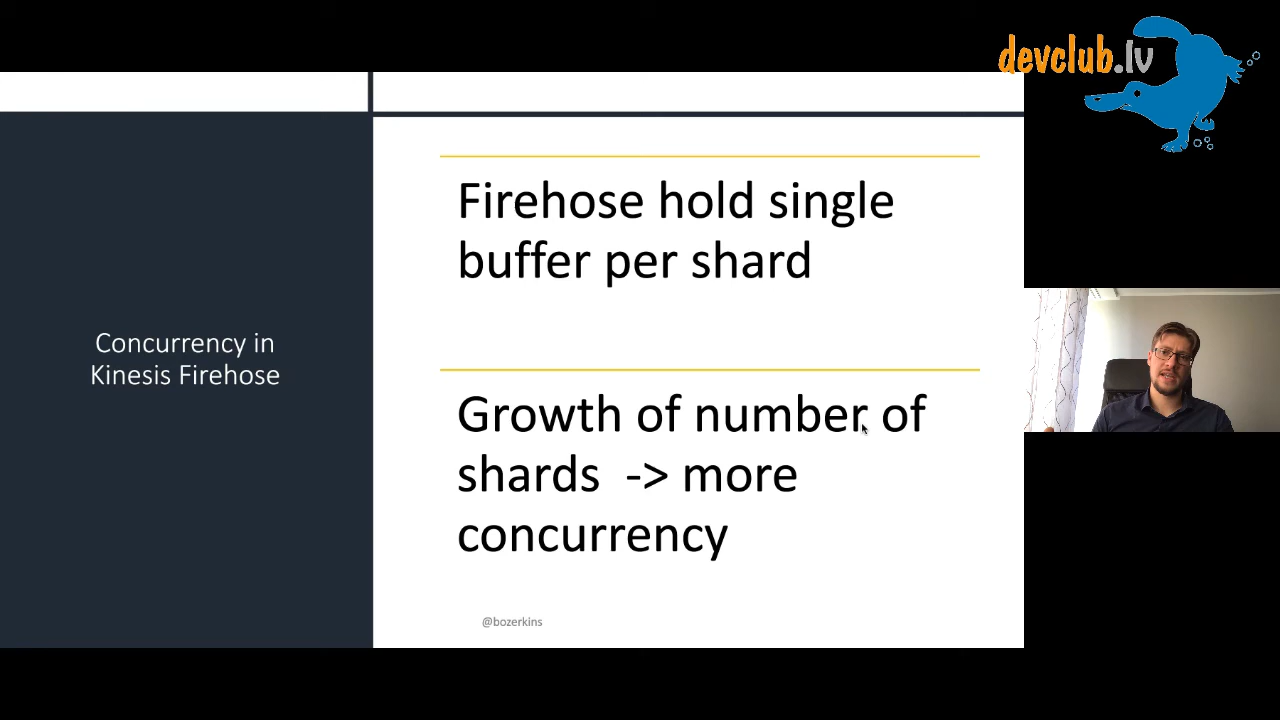 devclub.lv
Concurrency in
Kinesis Firehose
Firehose hold single
buffer per shard
Growth of number of
shards -> more
concurrency
@bozerkins